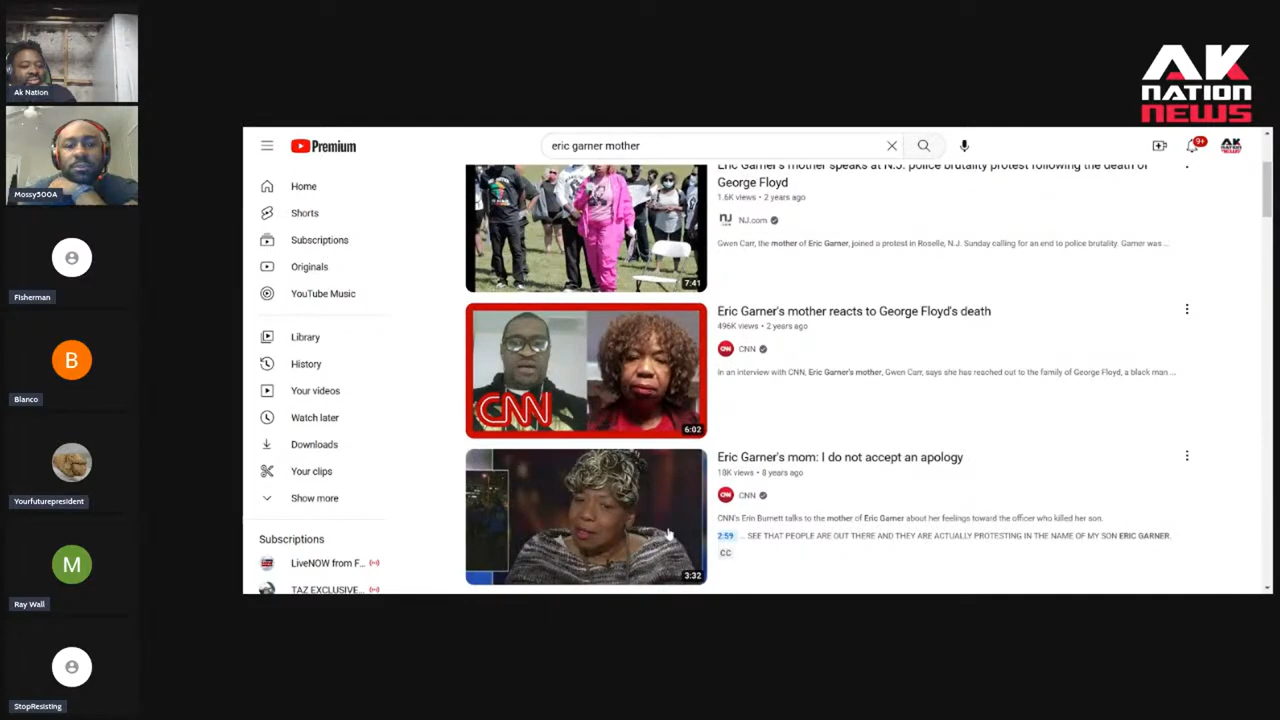 Ak Nation
Mossy500A
Fisherman
B
Blanco
Yourfuturepresident
M
Ray Wall
StopResisting
AK
NATION
NEWS
Premium
eric garner mother
9+
AK
NATION
NEWS
Home
Shorts
Subscriptions
Originals
YouTube Music
Library
History
Your videos
Watch later
Downloads
Your clips
Show more
Subscriptions
LiveNOW from F...
TAZ EXCLUSIVE...
7:41
Eric Garner's mother speaks at N.J. police brutality protest following the death of
George Floyd
1.6K views • 2 years ago
NJ.com
Gwen Carr, the mother of Eric Garner, joined a protest in Roselle, N.J. Sunday calling for an end to police brutality. Garner was ...
CNN
6:02
Eric Garner's mother reacts to George Floyd's death
496K views • 2 years ago
CNN
CNN
In an interview with CNN, Eric Garner's mother, Gwen Carr, says she has reached out to the family of George Floyd, a black man ...
3:32
Eric Garner's mom: I do not accept an apology
18K views • 8 years ago
CNN
CNN
CNN's Erin Burnett talks to the mother of Eric Garner about her feelings toward the officer who killed her son.
2:59 ... SEE THAT PEOPLE ARE OUT THERE AND THEY ARE ACTUALLY PROTESTING IN THE NAME OF MY SON ERIC GARNER.
CC